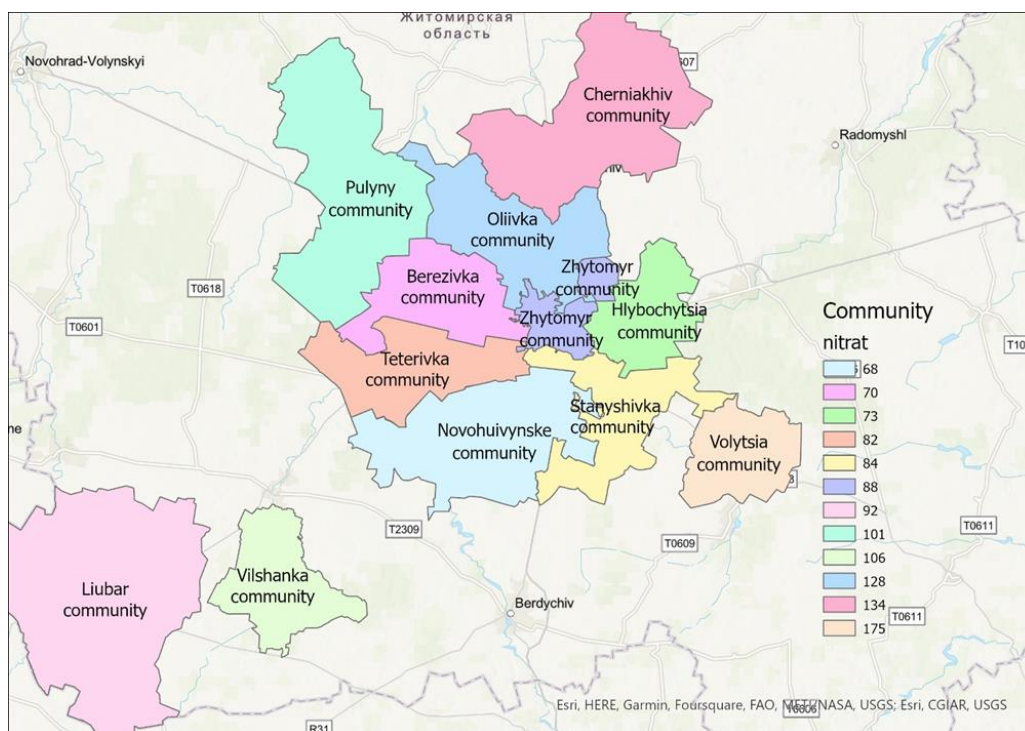 Житомирская
область
Novohrad-Volynskyi
Cherniakhiv
community
Radomyshl
Pulyny
community
Oliivka
community
Zhytomyr
community
Berezivka
community
T0618
Hlybochytsia
community
Zhytomyr
community
T0601
Teterivka
community
Community
nitrat
68
70
73
82
84
88
92
101
106
128
134
175
Stanyshivka
community
Novohuivynske
community
Volytsia
community
T2309
T0609
T0611
Vilshanka
community
Liubar
community
Berdychiv
T0611
R31
Esri, HERE, Garmin, Foursquare, FAO, METI/NASA, USGS; Esri, CGIAR, USGS